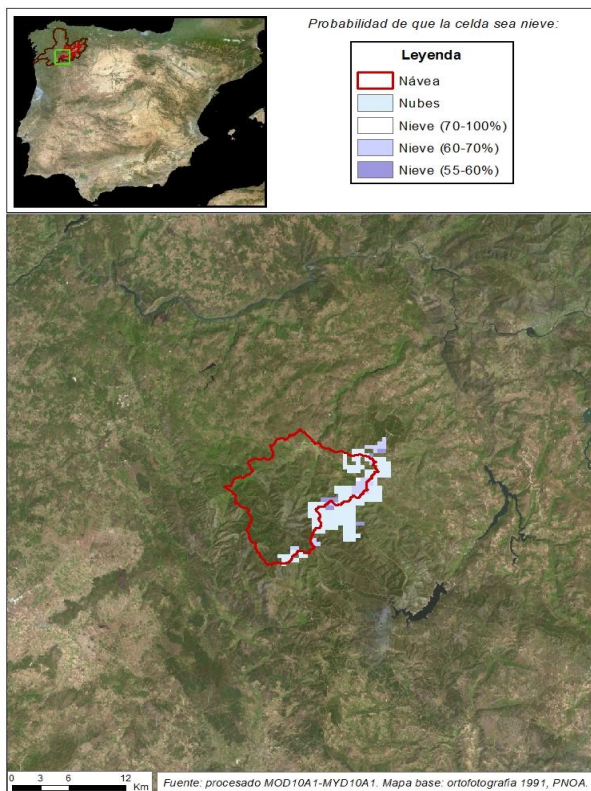 Probabilidad de que la celda sea nieve:
Leyenda
Návea
Nubes
Nieve (70-100%)
Nieve (60-70%)
Nieve (55-60%)
0 3 6 12
Km
Fuente: procesado MOD10A1-MYD10A1. Mapa base: ortofotografia 1991, PNOA.